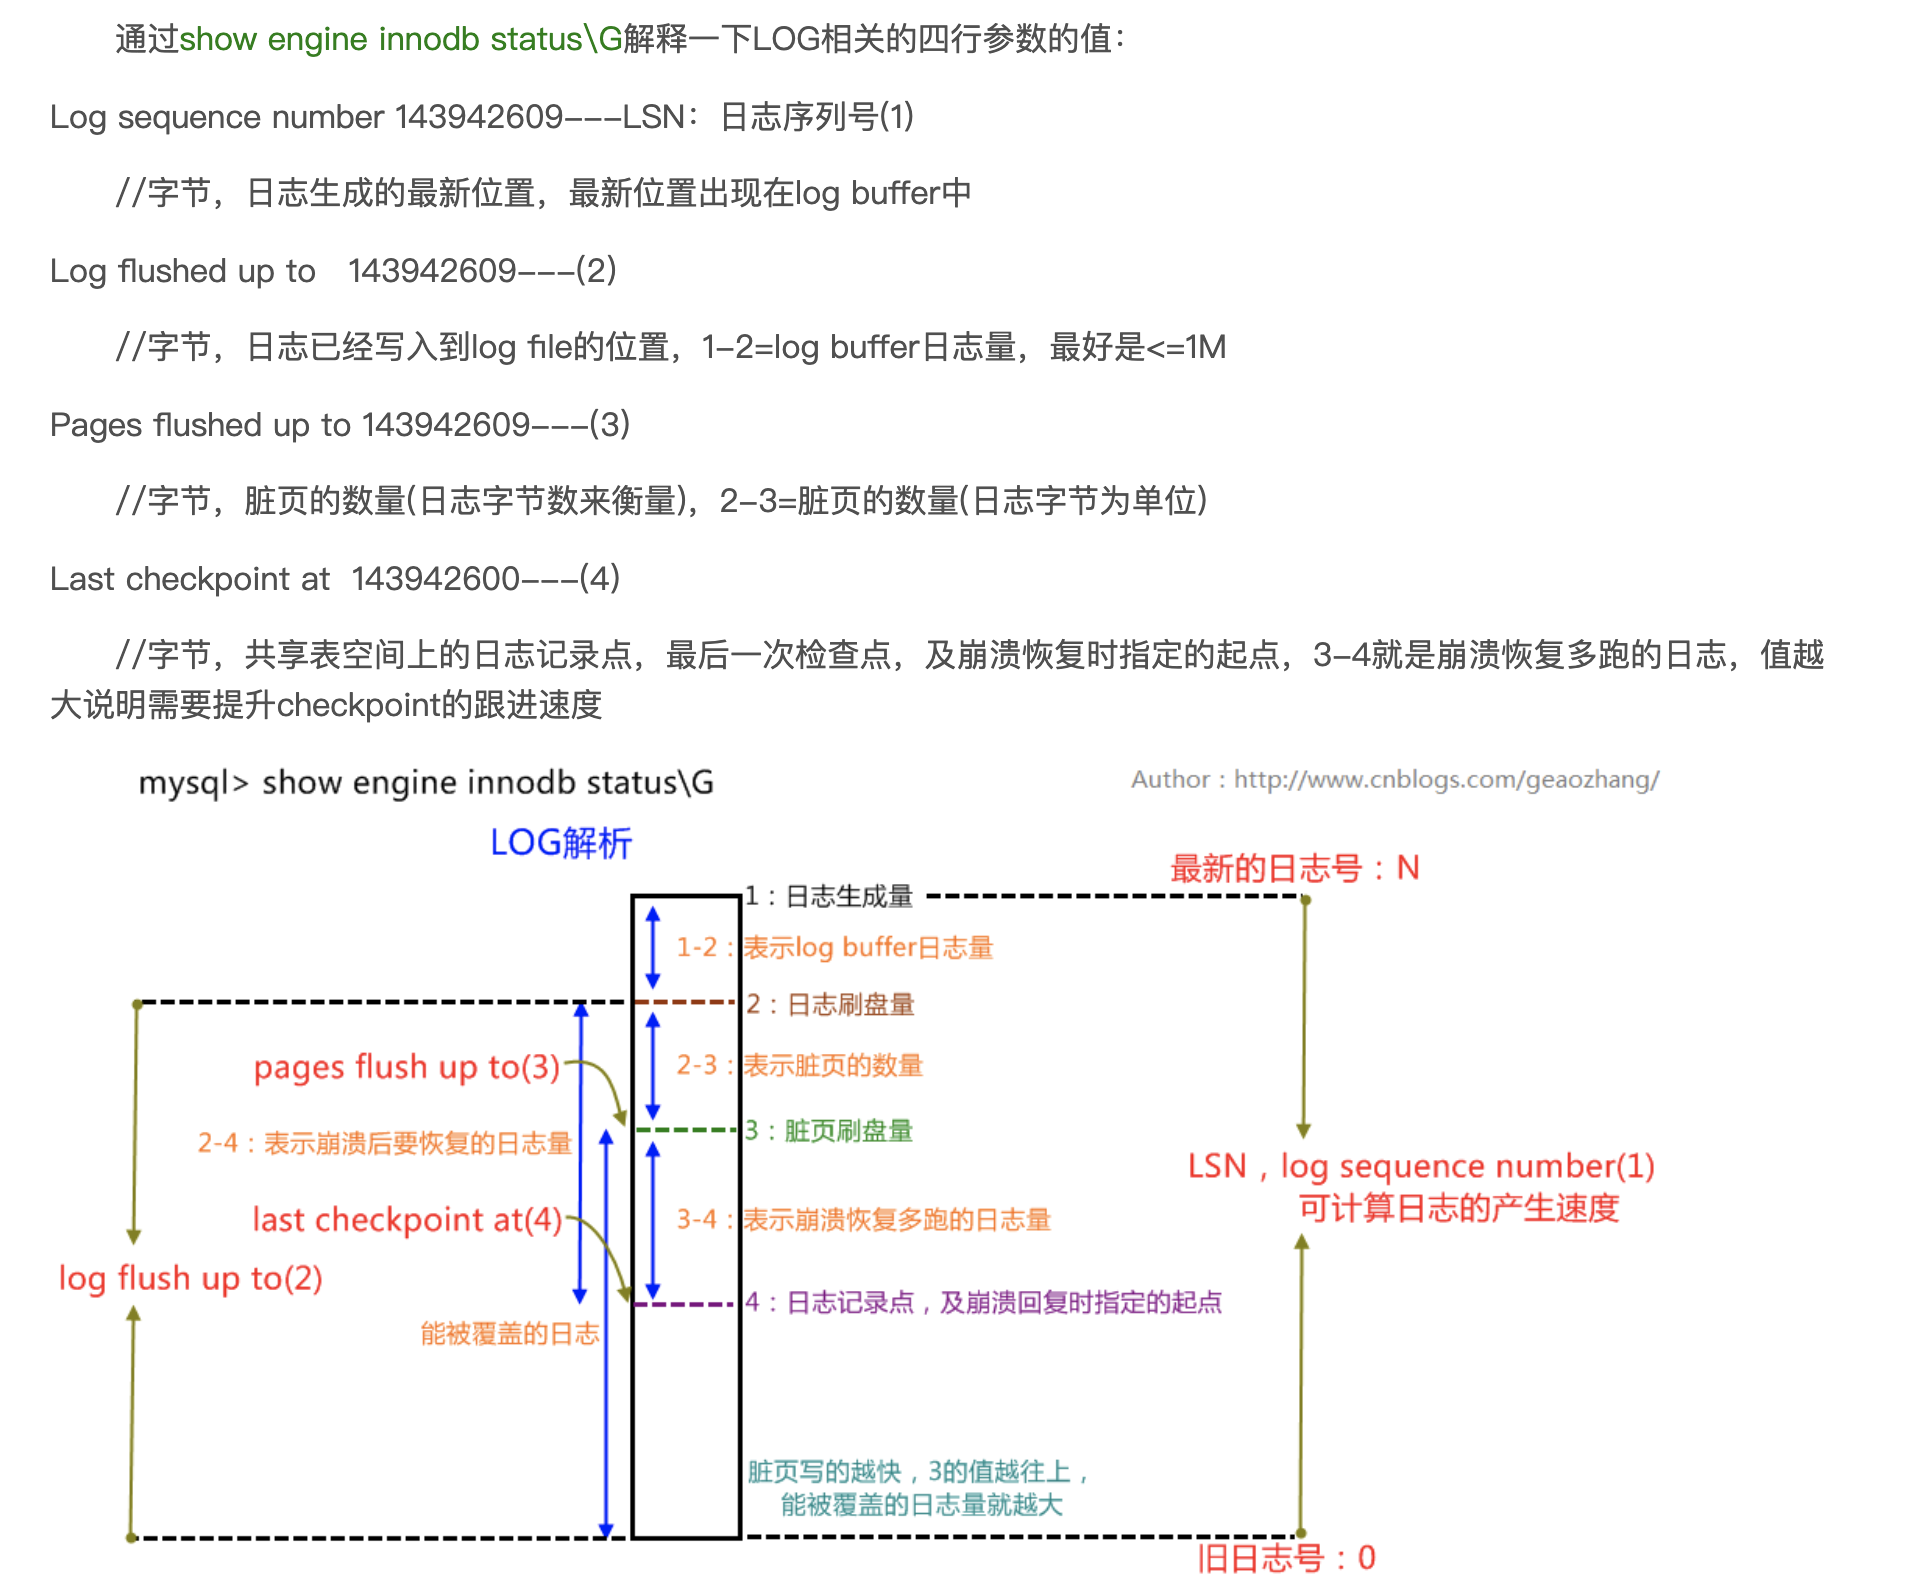 通过show engine innodb status\G解释一下LOG相关的四行参数的值：
Log sequence number 143942609---LSN：日志序列号(1)
//字节，日志生成的最新位置，最新位置出现在log buffer中
Log flushed up to   143942609---(2)
//字节，日志已经写入到log file的位置，1-2=log buffer日志量，最好是<=1M
Pages flushed up to 143942609---(3)
//字节，脏页的数量(日志字节数来衡量)，2-3=脏页的数量(日志字节为单位)
Last checkpoint at  143942600---(4)
//字节，共享表空间上的日志记录点，最后一次检查点，及崩溃恢复时指定的起点，3-4就是崩溃恢复多跑的日志，值越
大说明需要提升checkpoint的跟进速度
mysql> show engine innodb status\G
Author : http://www.cnblogs.com/geaozhang/
LOG解析
最新的日志号：N
1：日志生成量
1-2：表示log buffer日志量
2：日志刷盘量
pages flush up to(3)
2-3：表示脏页的数量
3：脏页刷盘量
2-4：表示崩溃后要恢复的日志量
LSN，log sequence number(1)
可计算日志的产生速度
last checkpoint at(4)
3-4：表示崩溃恢复多跑的日志量
log flush up to(2)
4：日志记录点，及崩溃回复时指定的起点
能被覆盖的日志
脏页写的越快，3的值越往上，
能被覆盖的日志量就越大
旧日志号：0